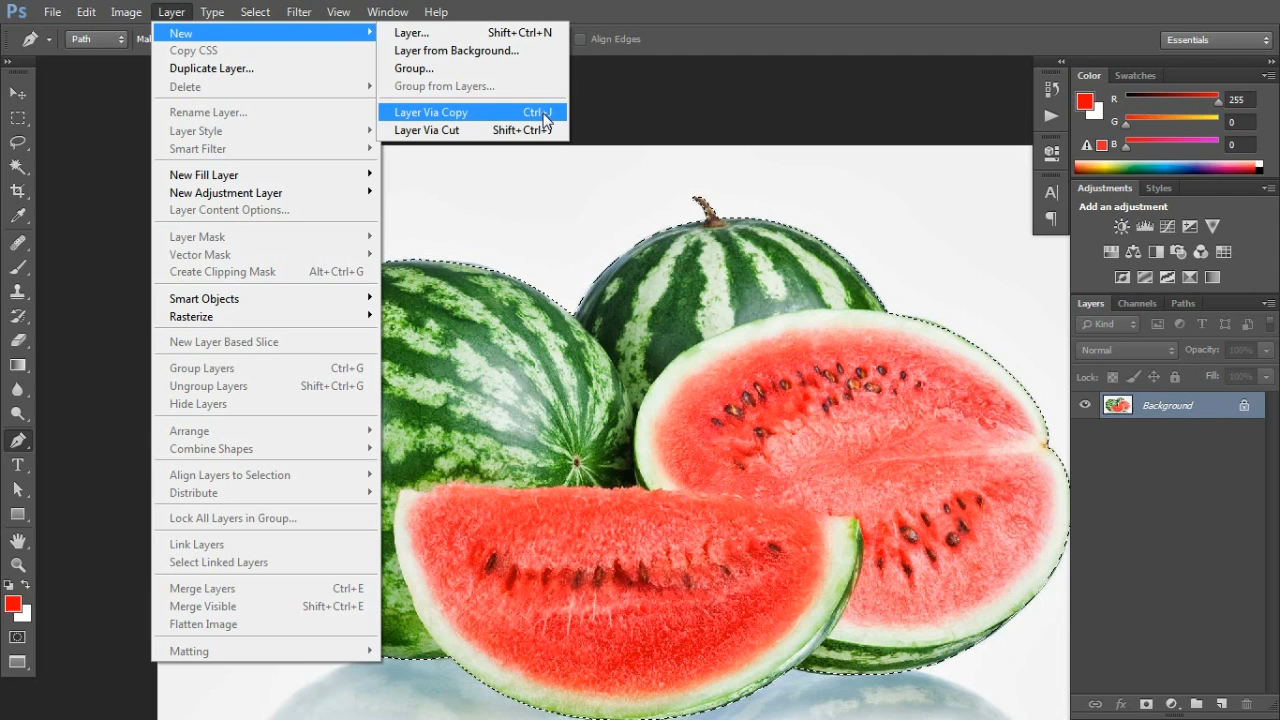 Ps File Edit Image Layer Type Select Filter View Window Help
Path Align Edges Essentials
New
Copy CSS
Duplicate Layer...
Delete
Rename Layer...
Layer Style
Smart Filter
New Fill Layer
New Adjustment Layer
Layer Content Options...
Layer Mask
Vector Mask
Create Clipping Mask Alt+Ctrl+G
Smart Objects
Rasterize
New Layer Based Slice
Group Layers Ctrl+G
Ungroup Layers Shift+Ctrl+G
Hide Layers
Arrange
Combine Shapes
Align Layers to Selection
Distribute
Lock All Layers in Group...
Link Layers
Select Linked Layers
Merge Layers Ctrl+E
Merge Visible Shift+Ctrl+E
Flatten Image
Matting
Layer... Shift+Ctrl+N
Layer from Background...
Group...
Group from Layers...
Layer Via Copy Ctrl+J
Layer Via Cut Shift+Ctrl+J
Color Swatches
R 255
G 0
B 0
Adjustments Styles
Add an adjustment
Layers Channels Paths
Kind
Normal Opacity: 100%
Lock: Fill: 100%
Background